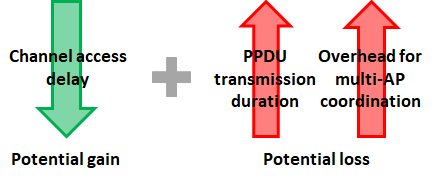 Channel access
delay
PPDU
transmission
duration
Overhead for
multi-AP
coordination
Potential gain
Potential loss